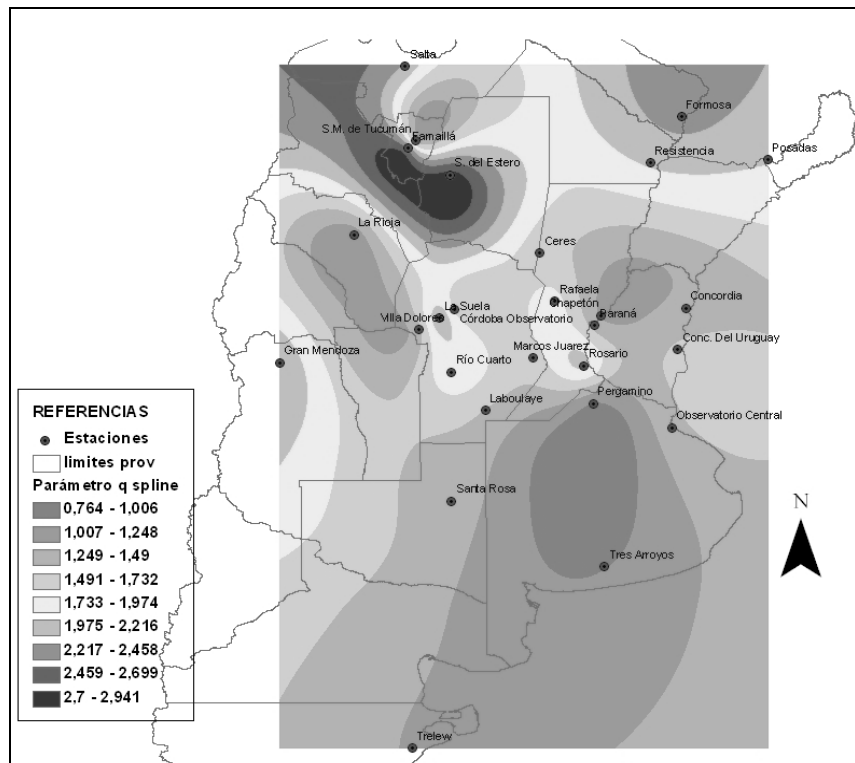 Salta
Formosa
S.M. de Tucumán
Famaillá
Resistencia
Posadas
S. del Estero
La Rioja
Ceres
Rafaela
Chapetón
Concordia
La Suela
Paraná
Villa Dolores
Córdoba Observatorio
Conc. Del Uruguay
Marcos Juarez
Rosario
Gran Mendoza
Río Cuarto
Pergamino
Laboulaye
Observatorio Central
Santa Rosa
Tres Arroyos
Trelew
N
REFERENCIAS
Estaciones
limites prov
Parámetro q spline
0,764 - 1,006
1,007 - 1,248
1,249 - 1,49
1,491 - 1,732
1,733 - 1,974
1,975 - 2,216
2,217 - 2,458
2,459 - 2,699
2,7 - 2,941